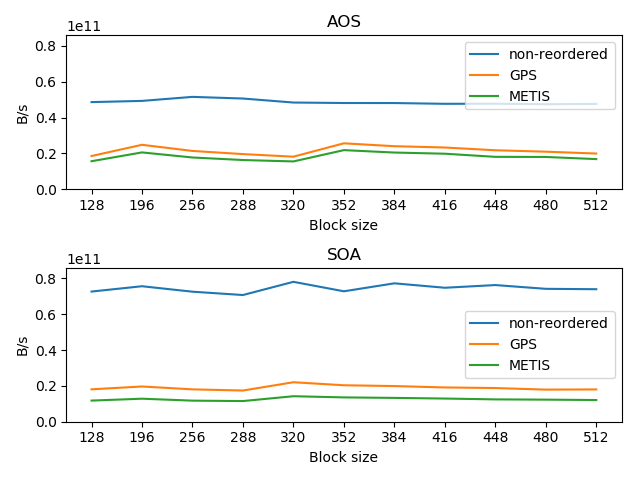 AOS
1e11
0.8
0.6
0.4
0.2
0.0
B/s
non-reordered
GPS
METIS
128 196 256 288 320 352 384 416 448 480 512
Block size
SOA
1e11
0.8
0.6
0.4
0.2
0.0
B/s
non-reordered
GPS
METIS
128 196 256 288 320 352 384 416 448 480 512
Block size